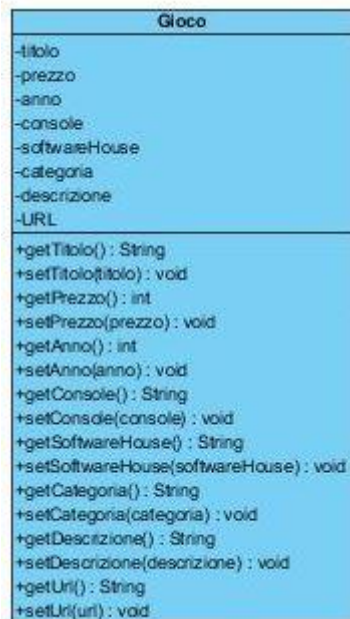 Gioco
-titolo
-prezzo
-anno
-console
-softwareHouse
-categoria
-descrizione
-URL
+getTitolo() : String
+setTitolo(titolo) : void
+getPrezzo() : int
+setPrezzo(prezzo) : void
+getAnno() : int
+setAnno(anno) : void
+getConsole() : String
+setConsole(console) : void
+getSoftwareHouse() : String
+setSoftwareHouse(softwareHouse) : void
+getCategoria() : String
+setCategoria(categoria) : void
+getDescrizione() : String
+setDescrizione(descrizione) : void
+getUrl() : String
+setUrl(url) : void